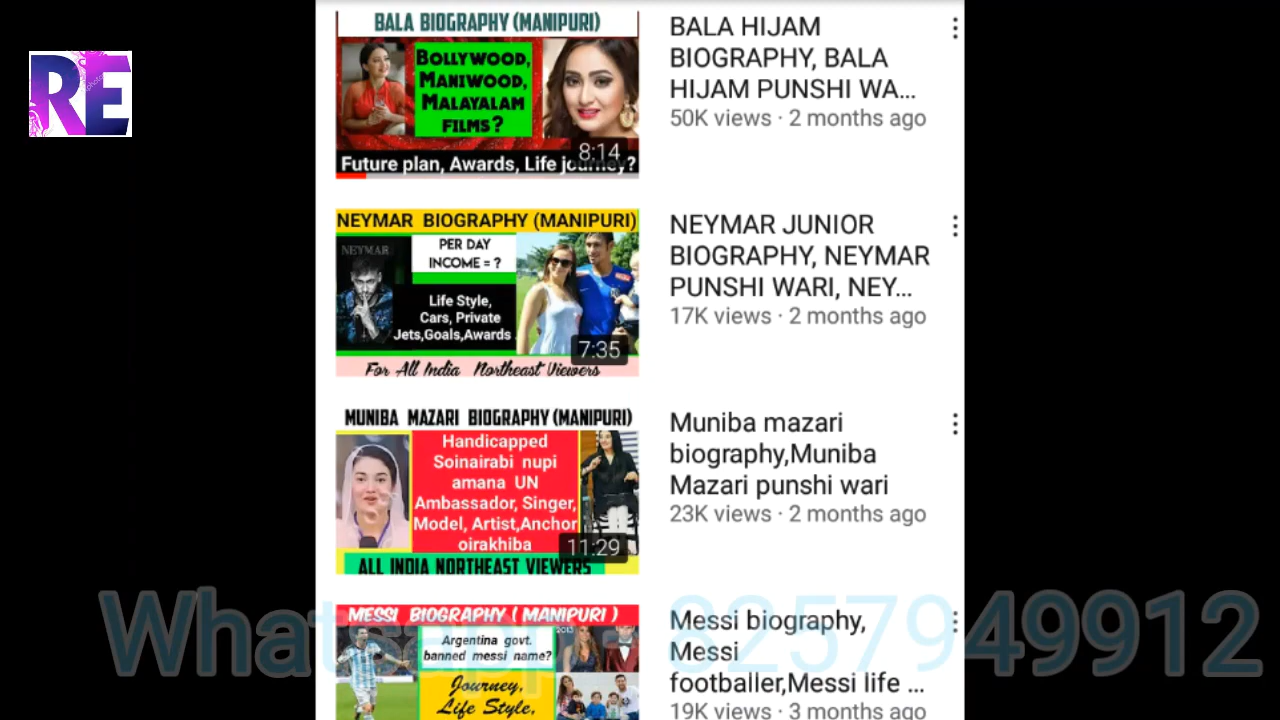 RE
BALA BIOGRAPHY (MANIPURI)
BOLLYWOOD,
MANIWOOD,
MALAYALAM
FILMS?
8:14
Future plan, Awards, Life journey?
BALA HIJAM
BIOGRAPHY, BALA
HIJAM PUNSHI WA...
50K views · 2 months ago
NEYMAR BIOGRAPHY (MANIPURI)
NEYMAR
PER DAY
INCOME = ?
Life Style,
Cars, Private
Jets,Goals,Awards
7:35
For All India Northeast Viewers
NEYMAR JUNIOR
BIOGRAPHY, NEYMAR
PUNSHI WARI, NEY...
17K views · 2 months ago
MUNIBA MAZARI BIOGRAPHY (MANIPURI)
Handicapped
Soinairabi nupi
amana UN
Ambassador, Singer,
Model, Artist,Anchor
oirakhiba
11:29
ALL INDIA NORTHEAST VIEWERS
Muniba mazari
biography,Muniba
Mazari punshi wari
23K views · 2 months ago
MESSI BIOGRAPHY ( MANIPURI )
Argentina govt.
banned messi name?
2013
Journey,
Life Style,
Messi biography,
Messi
footballer,Messi life ...
19K views · 3 months ago
Whatsapp: 8257949912